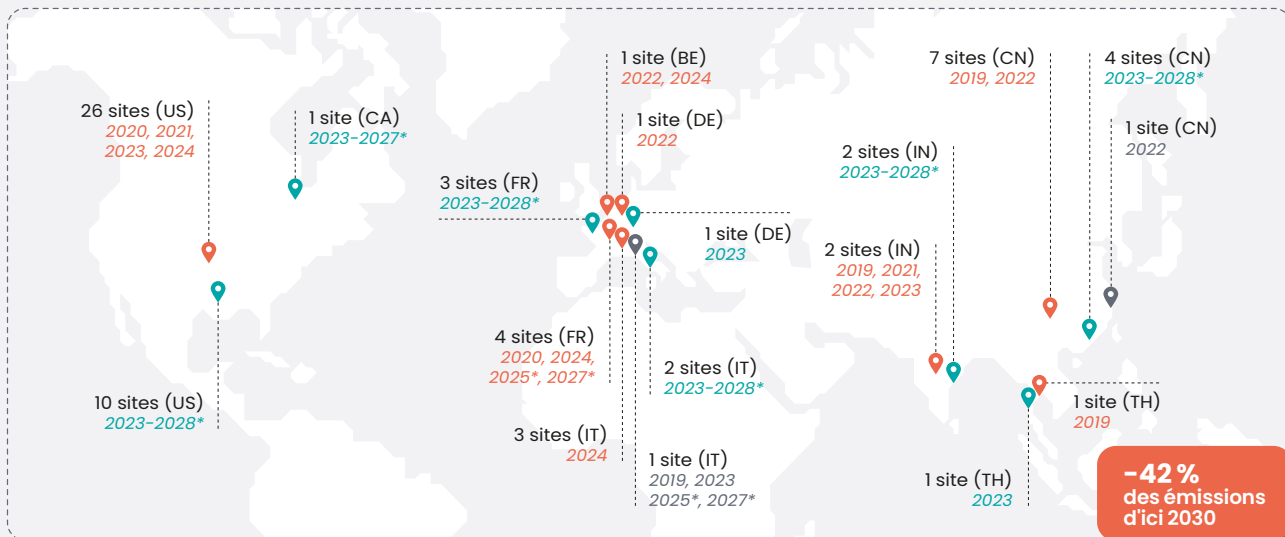 26 sites (US)
2020, 2021,
2023, 2024
1 site (CA)
2023-2027*
10 sites (US)
2023-2028*
1 site (BE)
2022, 2024
1 site (DE)
2022
3 sites (FR)
2023-2028*
1 site (DE)
2023
4 sites (FR)
2020, 2024,
2025*, 2027*
2 sites (IT)
2023-2028*
3 sites (IT)
2024
1 site (IT)
2019, 2023
2025*, 2027*
7 sites (CN)
2019, 2022
4 sites (CN)
2023-2028*
1 site (CN)
2022
2 sites (IN)
2023-2028*
2 sites (IN)
2019, 2021,
2022, 2023
1 site (TH)
2019
1 site (TH)
2023
-42 %
des émissions
d'ici 2030